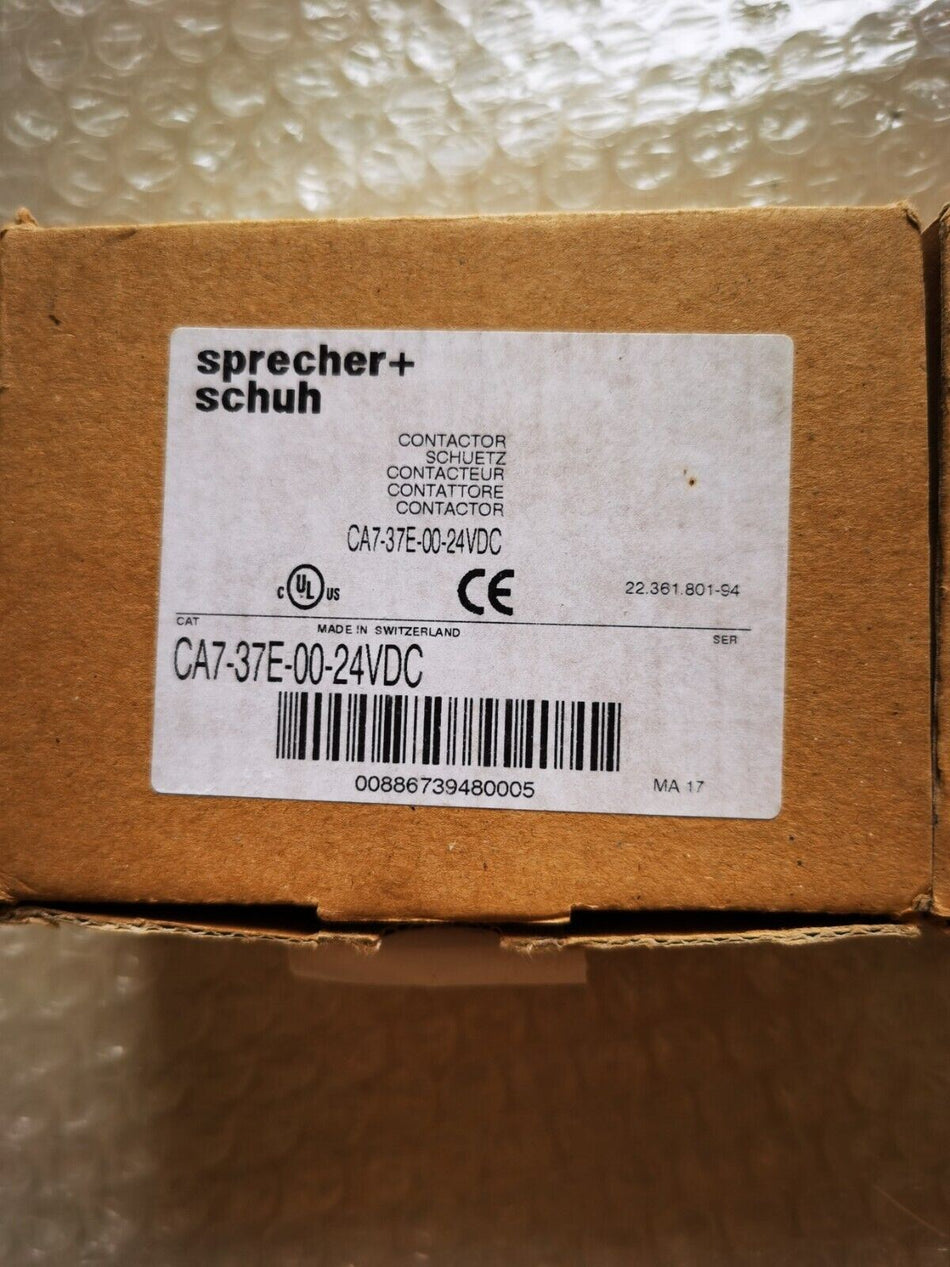 sprecher+
schuh
CONTACTOR
SCHUETZ
CONTACTEUR
CONTATTORE
CONTACTOR
CA7-37E-00-24VDC
C UL US
CE
22.361.801-94
CAT
MADE IN SWITZERLAND
SER
CA7-37E-00-24VDC
00886739480005
MA 17